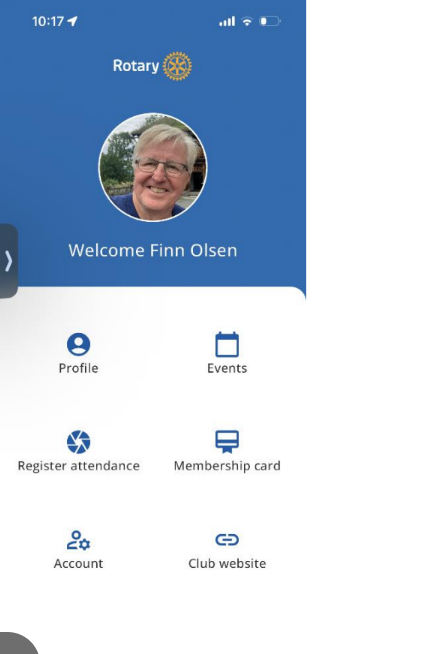 10:17
Rotary
Welcome Finn Olsen
Profile
Events
Register attendance
Membership card
Account
Club website